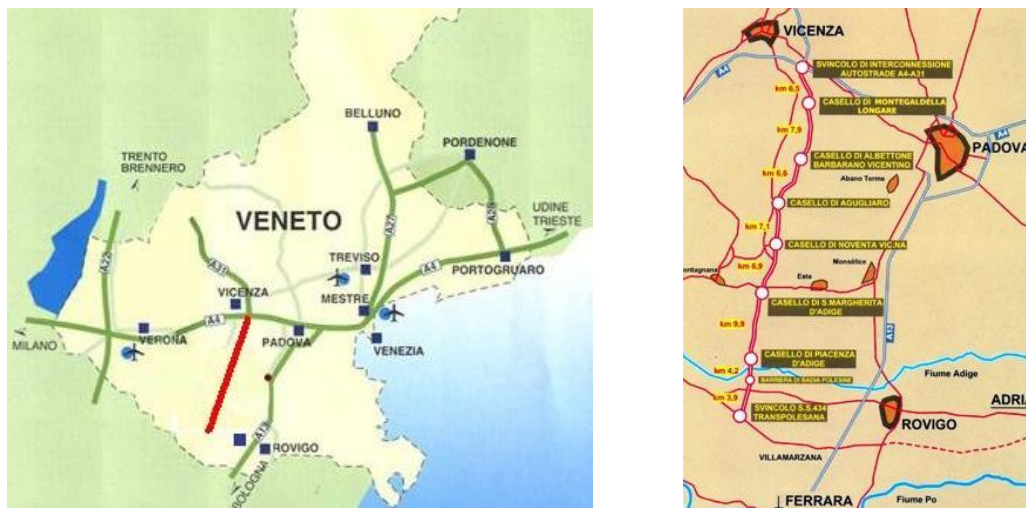 BELLUNO
PORDENONE
TRENTO
BRENNERO
UDINE
TRIESTE
VENETO
A27
A28
A22
A31
TREVISO
A4
PORTOGRUARO
VICENZA
MESTRE
A4
MILANO
VERONA
PADOVA
VENEZIA
A13
ROVIGO
BOLOGNA
VICENZA
A4
SVINCOLO DI INTERCONNESSIONE
AUTOSTRADE A4-A31
km 6,5
CASELLO DI MONTEGALDELLA
LONGARE
A4
km 7,9
PADOVA
CASELLO DI ALBETTONE
BARBARANO VICENTINO
km 6,6
Abano Terme
CASELLO DI AGUGLIARO
km 7,1
CASELLO DI NOVENTA VIC.NA
km 6,9
Monsélice
ontagnana
Este
CASELLO DI S.MARGHERITA
D'ADIGE
km 9,8
A13
CASELLO DI PIACENZA
D'ADIGE
km 4,2
Fiume Adige
BARRIERA DI BADIA POLESINE
km 3,9
ADRIA
SVINCOLO S.S.434
TRANSPOLESANA
ROVIGO
VILLAMARZANA
FERRARA
Fiume Po